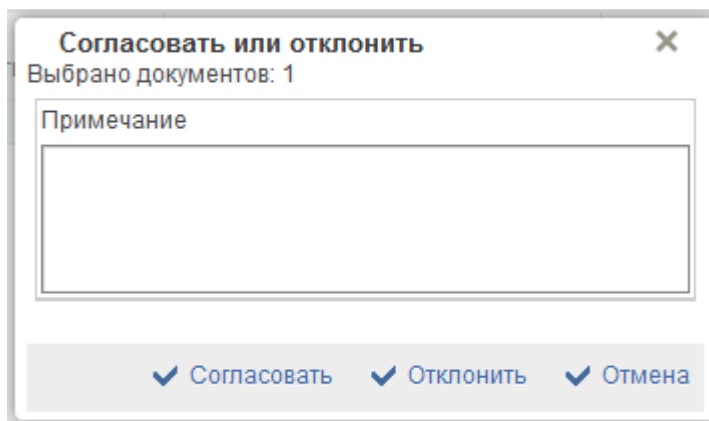 Согласовать или отклонить
Выбрано документов: 1
Примечание
Согласовать Отклонить Отмена